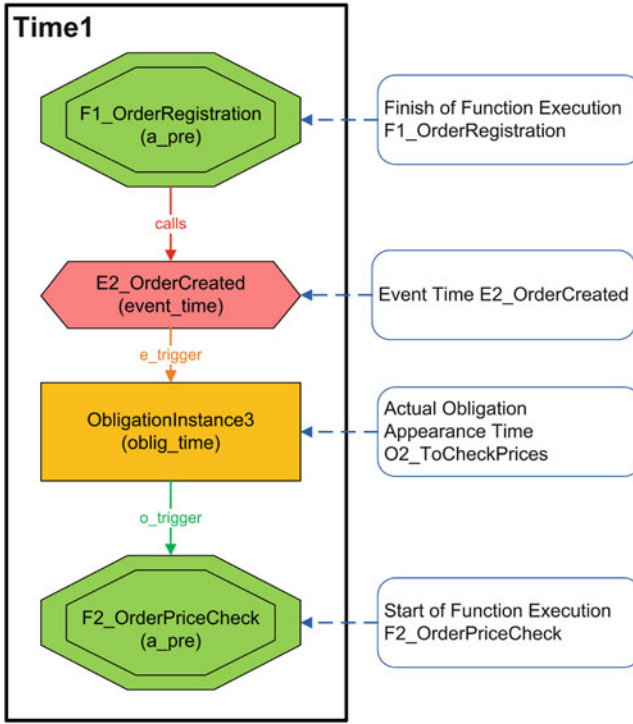 Time1
F1_OrderRegistration
(a_pre)
Finish of Function Execution
F1_OrderRegistration
calls
E2_OrderCreated
(event_time)
Event Time E2_OrderCreated
e_trigger
ObligationInstance3
(oblig_time)
Actual Obligation
Appearance Time
O2_ToCheckPrices
o_trigger
F2_OrderPriceCheck
(a_pre)
Start of Function Execution
F2_OrderPriceCheck